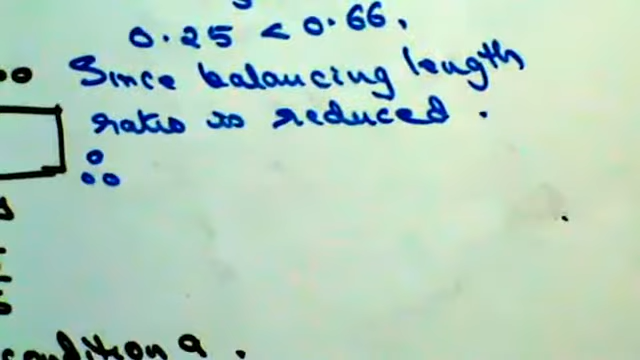 0.25 < 0.66.
Since balancing length
ratio is reduced.
∴
condition a.